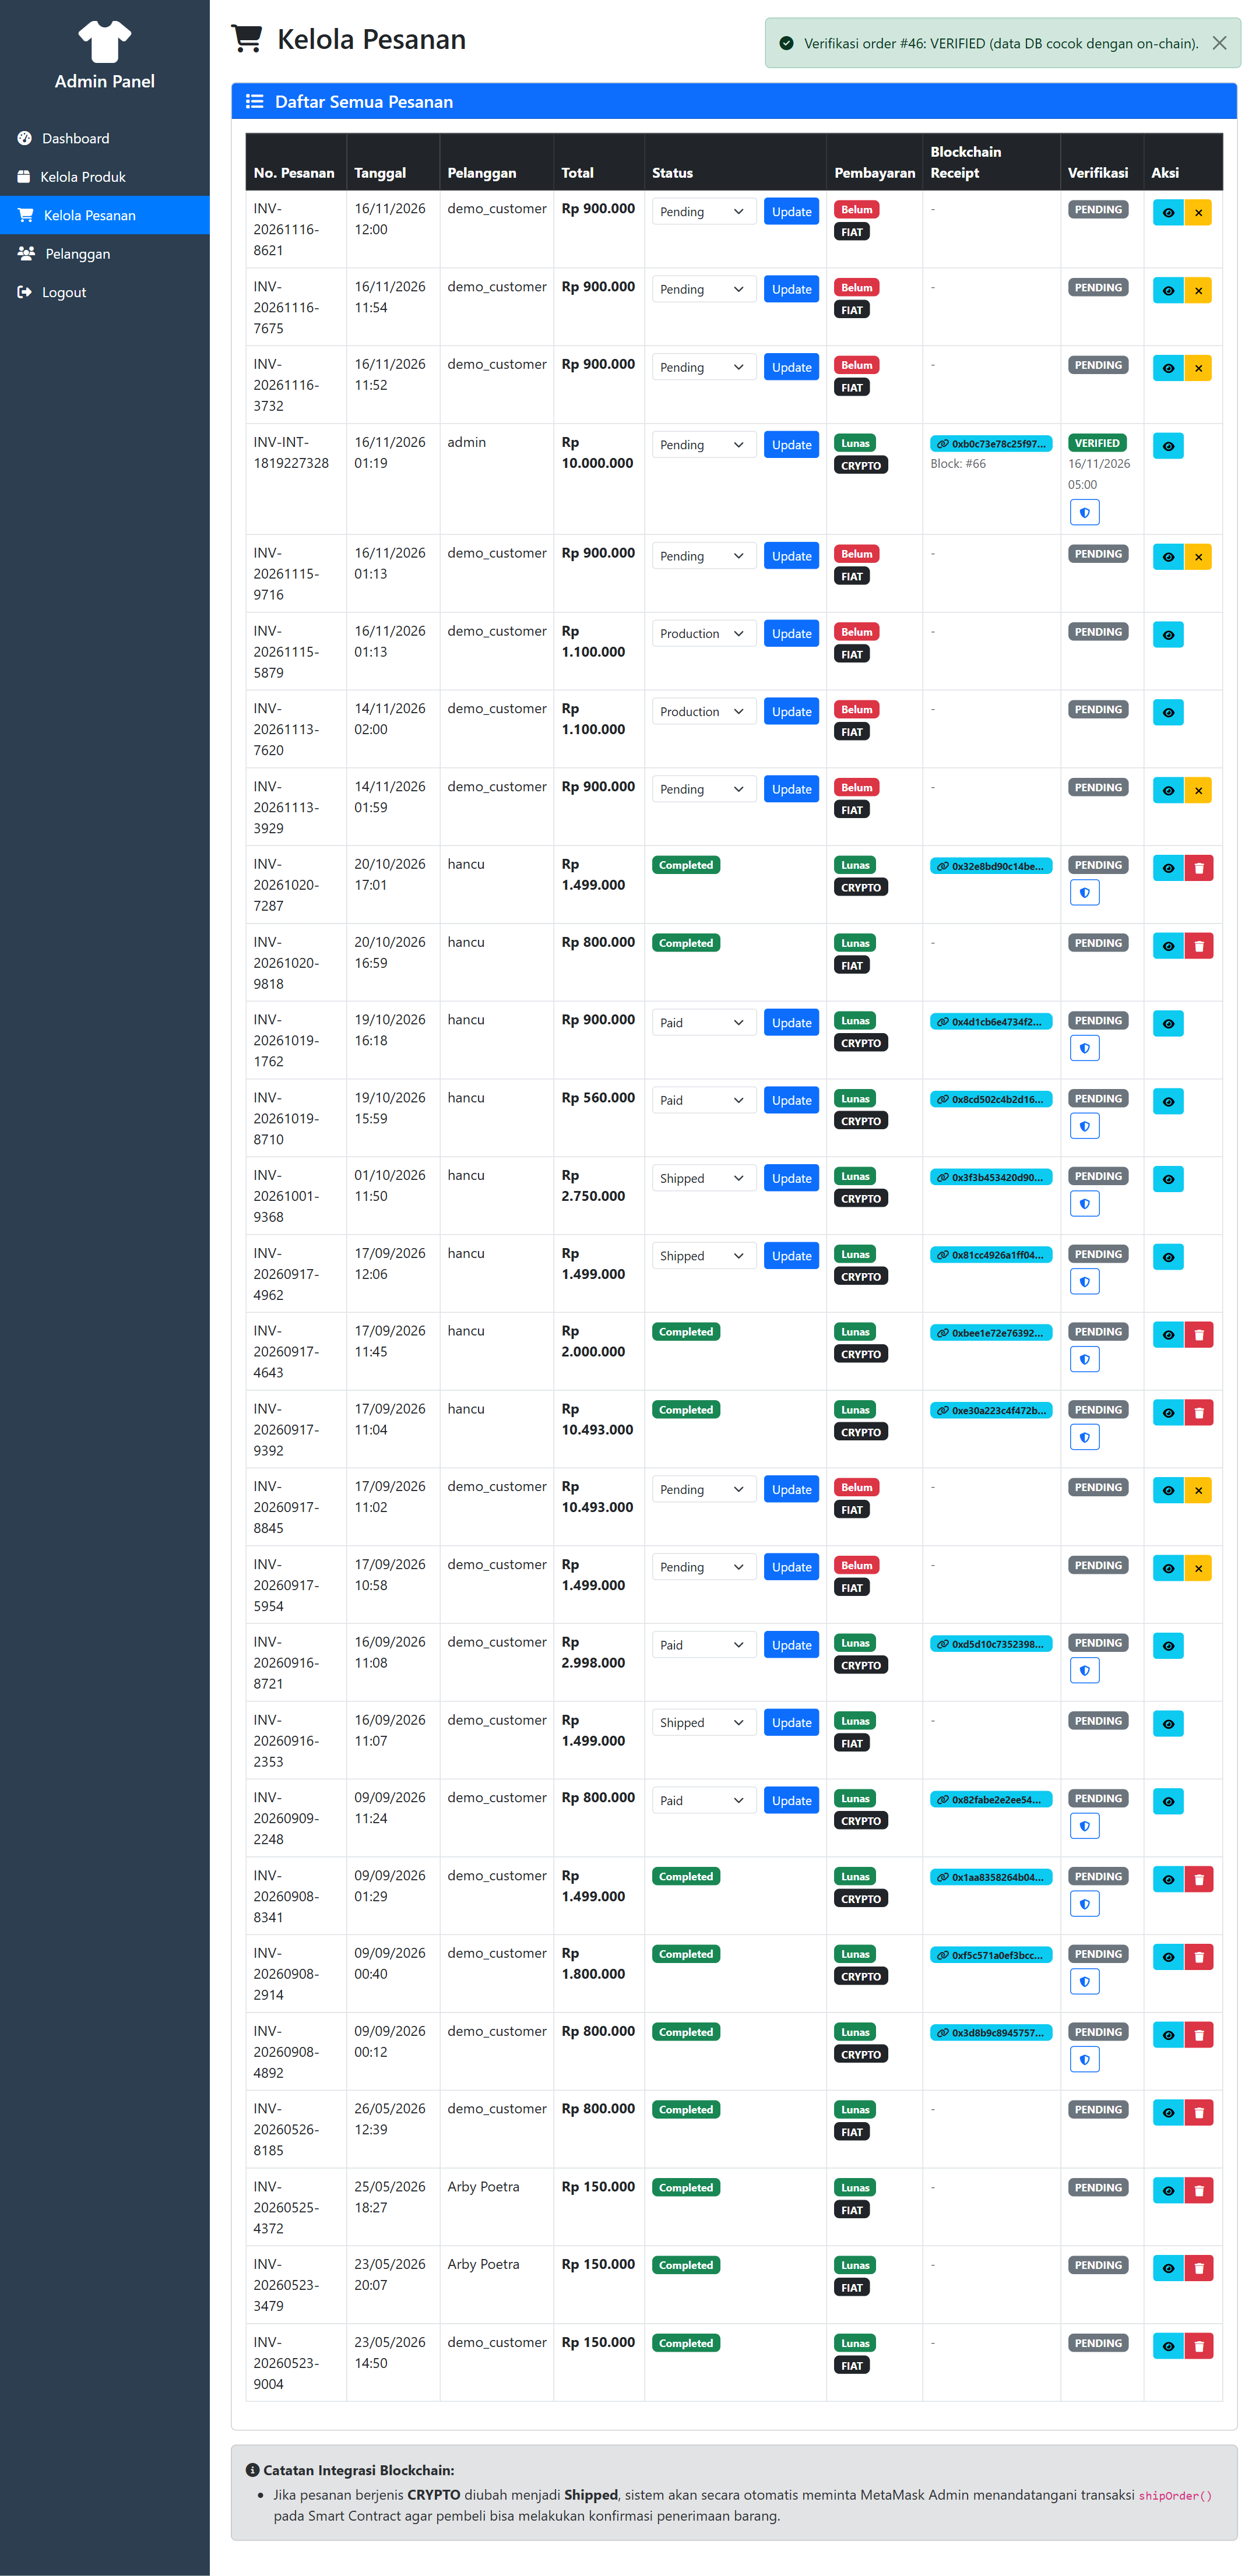 Admin Panel
Dashboard
Kelola Produk
Kelola Pesanan
Pelanggan
Logout
Kelola Pesanan
Verifikasi order #46: VERIFIED (data DB cocok dengan on-chain).
Daftar Semua Pesanan
No. Pesanan Tanggal Pelanggan Total Status Pembayaran Blockchain Receipt Verifikasi Aksi
INV-20261116-8621 16/11/2026 12:00 demo_customer Rp 900.000 Pending Update Belum FIAT - PENDING
INV-20261116-7675 16/11/2026 11:54 demo_customer Rp 900.000 Pending Update Belum FIAT - PENDING
INV-20261116-3732 16/11/2026 11:52 demo_customer Rp 900.000 Pending Update Belum FIAT - PENDING
INV-INT-1819227328 16/11/2026 01:19 admin Rp 10.000.000 Pending Update Lunas CRYPTO 0xb0c73e78c25f97... Block: #66 VERIFIED 16/11/2026 05:00
INV-20261115-9716 16/11/2026 01:13 demo_customer Rp 900.000 Pending Update Belum FIAT - PENDING
INV-20261115-5879 16/11/2026 01:13 demo_customer Rp 1.100.000 Production Update Belum FIAT - PENDING
INV-20261113-7620 14/11/2026 02:00 demo_customer Rp 1.100.000 Production Update Belum FIAT - PENDING
INV-20261113-3929 14/11/2026 01:59 demo_customer Rp 900.000 Pending Update Belum FIAT - PENDING
INV-20261020-7287 20/10/2026 17:01 hancu Rp 1.499.000 Completed Lunas CRYPTO 0x32e8bd90c14be... PENDING
INV-20261020-9818 20/10/2026 16:59 hancu Rp 800.000 Completed Lunas FIAT - PENDING
INV-20261019-1762 19/10/2026 16:18 hancu Rp 900.000 Paid Update Lunas CRYPTO 0x4d1cb6e4734f2... PENDING
INV-20261019-8710 19/10/2026 15:59 hancu Rp 560.000 Paid Update Lunas CRYPTO 0x8cd502c4b2d16... PENDING
INV-20261001-9368 01/10/2026 11:50 hancu Rp 2.750.000 Shipped Update Lunas CRYPTO 0x3f3b453420d90... PENDING
INV-20260917-4962 17/09/2026 12:06 hancu Rp 1.499.000 Shipped Update Lunas CRYPTO 0x81cc4926a1ff04... PENDING
INV-20260917-4643 17/09/2026 11:45 hancu Rp 2.000.000 Completed Lunas CRYPTO 0xbee1e72e76392... PENDING
INV-20260917-9392 17/09/2026 11:04 hancu Rp 10.493.000 Completed Lunas CRYPTO 0xe30a223c4f472b... PENDING
INV-20260917-8845 17/09/2026 11:02 demo_customer Rp 10.493.000 Pending Update Belum FIAT - PENDING
INV-20260917-5954 17/09/2026 10:58 demo_customer Rp 1.499.000 Pending Update Belum FIAT - PENDING
INV-20260916-8721 16/09/2026 11:08 demo_customer Rp 2.998.000 Paid Update Lunas CRYPTO 0xd5d10c7352398... PENDING
INV-20260916-2353 16/09/2026 11:07 demo_customer Rp 1.499.000 Shipped Update Lunas FIAT - PENDING
INV-20260909-2248 09/09/2026 11:24 demo_customer Rp 800.000 Paid Update Lunas CRYPTO 0x82fabe2e2ee54... PENDING
INV-20260908-8341 09/09/2026 01:29 demo_customer Rp 1.499.000 Completed Lunas CRYPTO 0x1aa8358264b04... PENDING
INV-20260908-2914 09/09/2026 00:40 demo_customer Rp 1.800.000 Completed Lunas CRYPTO 0xf5c571a0ef3bcc... PENDING
INV-20260908-4892 09/09/2026 00:12 demo_customer Rp 800.000 Completed Lunas CRYPTO 0x3d8b9c8945757... PENDING
INV-20260526-8185 26/05/2026 12:39 demo_customer Rp 800.000 Completed Lunas FIAT - PENDING
INV-20260525-4372 25/05/2026 18:27 Arby Poetra Rp 150.000 Completed Lunas FIAT - PENDING
INV-20260523-3479 23/05/2026 20:07 Arby Poetra Rp 150.000 Completed Lunas FIAT - PENDING
INV-20260523-9004 23/05/2026 14:50 demo_customer Rp 150.000 Completed Lunas FIAT - PENDING
Catatan Integrasi Blockchain:
• Jika pesanan berjenis CRYPTO diubah menjadi Shipped, sistem akan secara otomatis meminta MetaMask Admin menandatangani transaksi shipOrder()
pada Smart Contract agar pembeli bisa melakukan konfirmasi penerimaan barang.